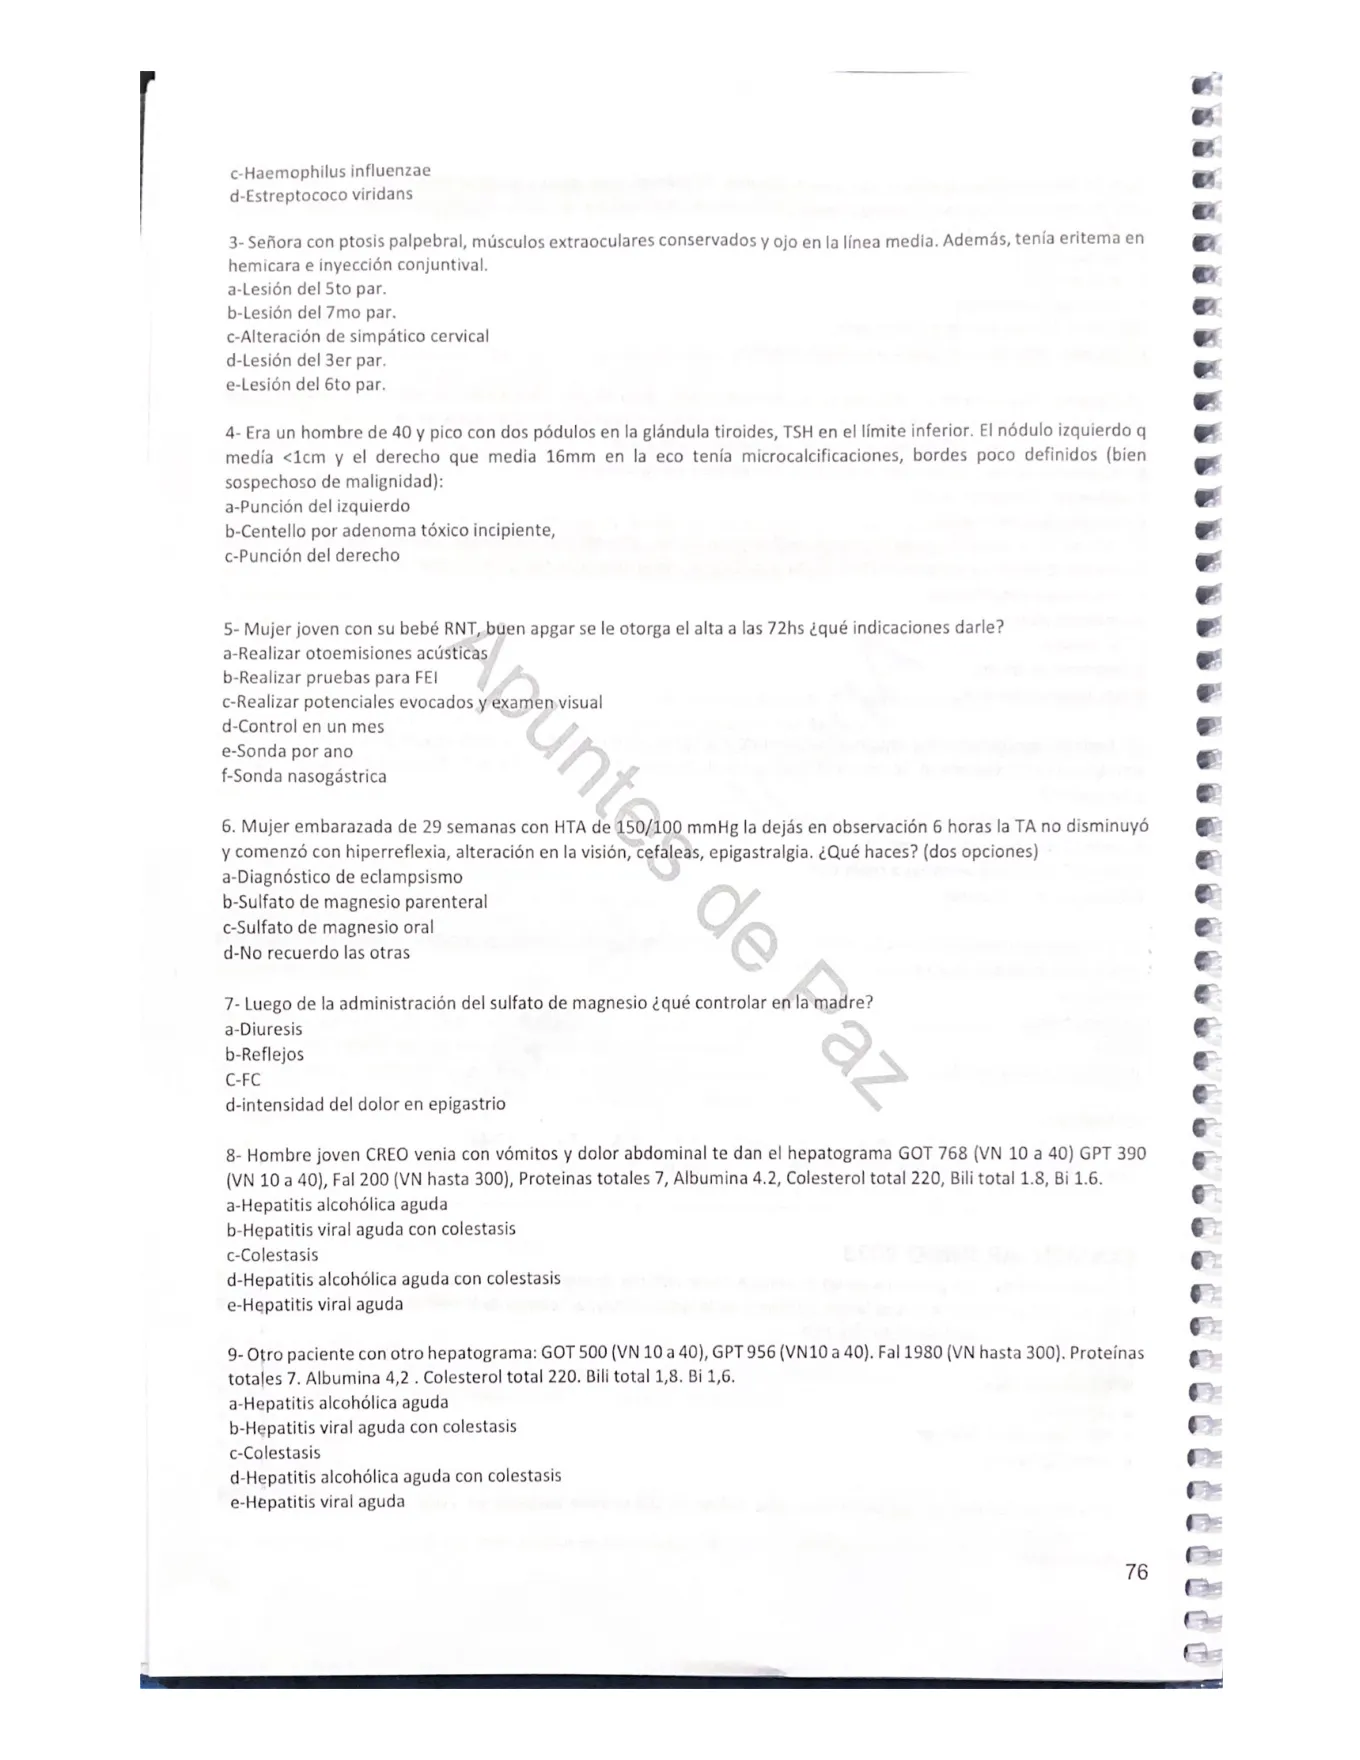 c-Haemophilus influenzae
d-Estreptococo viridans
3- Señora con ptosis palpebral, músculos extraoculares conservados y ojo en la línea media. Además, tenía eritema en
hemicara e inyección conjuntival.
a-Lesión del 5to par.
b-Lesión del 7mo par.
c-Alteración de simpático cervical
d-Lesión del 3er par.
e-Lesión del 6to par.
4- Era un hombre de 40 y pico con dos pódulos en la glándula tiroides, TSH en el límite inferior. El nódulo izquierdo q
medía <1cm y el derecho que media 16mm en la eco tenía microcalcificaciones, bordes poco definidos (bien
sospechoso de malignidad):
a-Punción del izquierdo
b-Centello por adenoma tóxico incipiente,
c-Punción del derecho
5- Mujer joven con su bebé RNT, buen apgar se le otorga el alta a las 72hs ¿qué indicaciones darle?
a-Realizar otoemisiones acústicas
b-Realizar pruebas para FEI
c-Realizar potenciales evocados y examen visual
d-Control en un mes
e-Sonda por ano
f-Sonda nasogástrica
6. Mujer embarazada de 29 semanas con HTA de 150/100 mmHg la dejás en observación 6 horas la TA no disminuyó
y comenzó con hiperreflexia, alteración en la visión, cefaleas, epigastralgia. ¿Qué haces? (dos opciones)
a-Diagnóstico de eclampsismo
b-Sulfato de magnesio parenteral
c-Sulfato de magnesio oral
d-No recuerdo las otras
7- Luego de la administración del sulfato de magnesio ¿qué controlar en la madre?
a-Diuresis
b-Reflejos
C-FC
d-intensidad del dolor en epigastrio
8- Hombre joven CREO venia con vómitos y dolor abdominal te dan el hepatograma GOT 768 (VN 10 a 40) GPT 390
(VN 10 a 40), Fal 200 (VN hasta 300), Proteinas totales 7, Albumina 4.2, Colesterol total 220, Bili total 1.8, Bi 1.6.
a-Hepatitis alcohólica aguda
b-Hepatitis viral aguda con colestasis
c-Colestasis
d-Hepatitis alcohólica aguda con colestasis
e-Hepatitis viral aguda
9- Otro paciente con otro hepatograma: GOT 500 (VN 10 a 40), GPT 956 (VN10 a 40). Fal 1980 (VN hasta 300). Proteínas
totales 7. Albumina 4,2 . Colesterol total 220. Bili total 1,8. Bi 1,6.
a-Hepatitis alcohólica aguda
b-Hepatitis viral aguda con colestasis
c-Colestasis
d-Hepatitis alcohólica aguda con colestasis
e-Hepatitis viral aguda
76
Apuntes de Paz